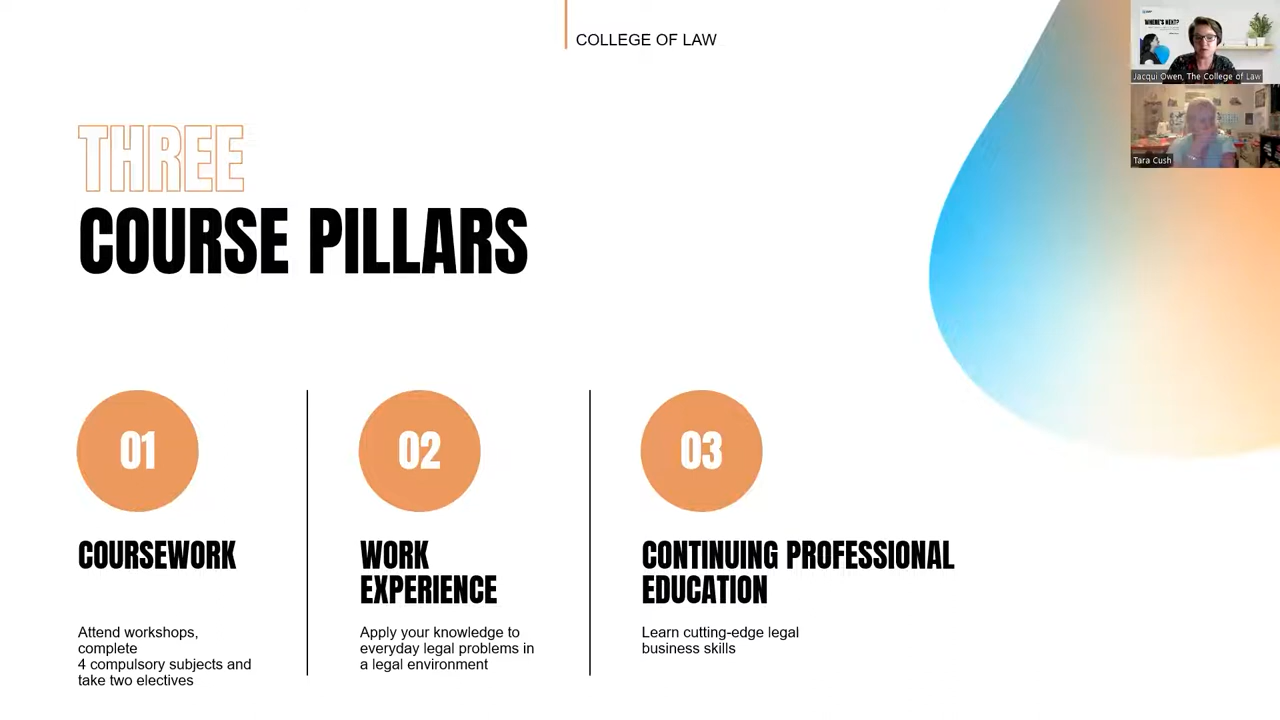 COLLEGE OF LAW
WHERE'S NEXT?
Jacqui Owen, The College of Law
Tara Cush
THREE
COURSE PILLARS
01
COURSEWORK
Attend workshops,
complete
4 compulsory subjects and
take two electives
02
WORK
EXPERIENCE
Apply your knowledge to
everyday legal problems in
a legal environment
03
CONTINUING PROFESSIONAL
EDUCATION
Learn cutting-edge legal
business skills